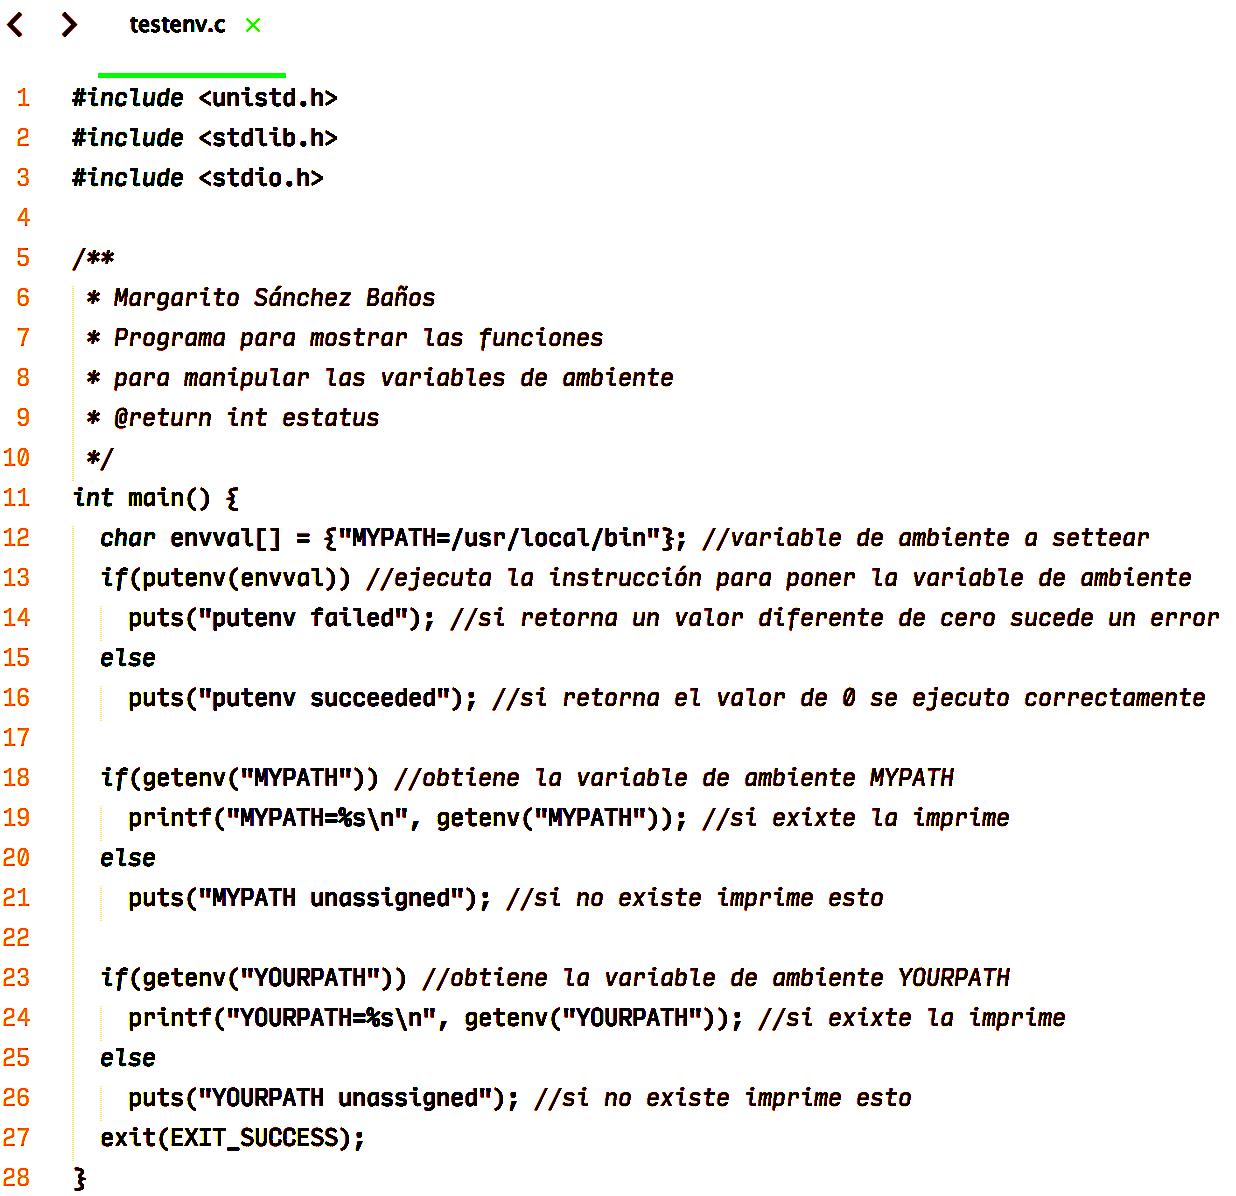 testenv.c ×
1 #include <unistd.h>
2 #include <stdlib.h>
3 #include <stdio.h>
4
5 /**
6 * Margarito Sánchez Baños
7 * Programa para mostrar las funciones
8 * para manipular las variables de ambiente
9 * @return int estatus
10 */
11 int main() {
12 char envval[] = {"MYPATH=/usr/local/bin"}; //variable de ambiente a settear
13 if(putenv(envval)) //ejecuta la instrucción para poner la variable de ambiente
14 puts("putenv failed"); //si retorna un valor diferente de cero sucede un error
15 else
16 puts("putenv succeeded"); //si retorna el valor de 0 se ejecuto correctamente
17
18 if(getenv("MYPATH")) //obtiene la variable de ambiente MYPATH
19 printf("MYPATH=%s\n", getenv("MYPATH")); //si exixte la imprime
20 else
21 puts("MYPATH unassigned"); //si no existe imprime esto
22
23 if(getenv("YOURPATH")) //obtiene la variable de ambiente YOURPATH
24 printf("YOURPATH=%s\n", getenv("YOURPATH")); //si exixte la imprime
25 else
26 puts("YOURPATH unassigned"); //si no existe imprime esto
27 exit(EXIT_SUCCESS);
28 }